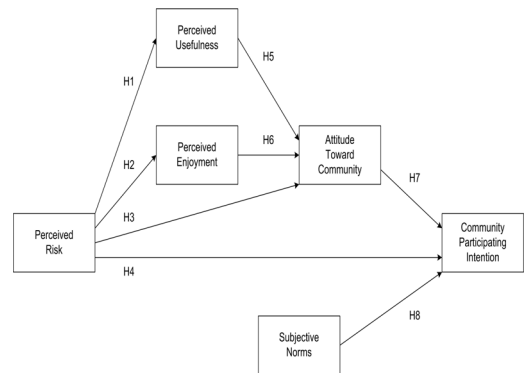 Perceived
Usefulness
H1
H5
Perceived
Enjoyment
H2
H6
Attitude
Toward
Community
H3
H7
Perceived
Risk
H4
Community
Participating
Intention
Subjective
Norms
H8